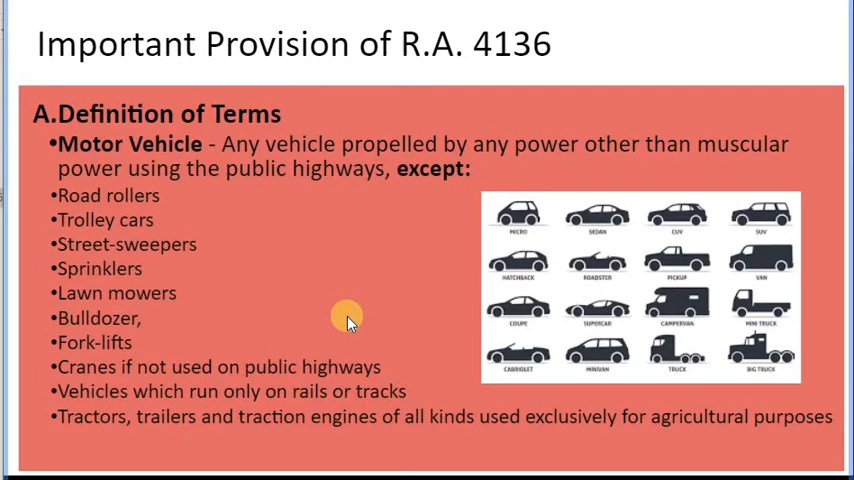 Important Provision of R.A. 4136
A.Definition of Terms
•Motor Vehicle - Any vehicle propelled by any power other than muscular
power using the public highways, except:
•Road rollers
•Trolley cars
•Street-sweepers
•Sprinklers
•Lawn mowers
•Bulldozer,
•Fork-lifts
•Cranes if not used on public highways
•Vehicles which run only on rails or tracks
•Tractors, trailers and traction engines of all kinds used exclusively for agricultural purposes
MICRO SEDAN CUV SUV
HATCHBACK ROADSTER PICKUP VAN
COUPE SUPERCAR CAMPERVAN MINI TRUCK
CABRIOLET MINIVAN TRUCK BIG TRUCK